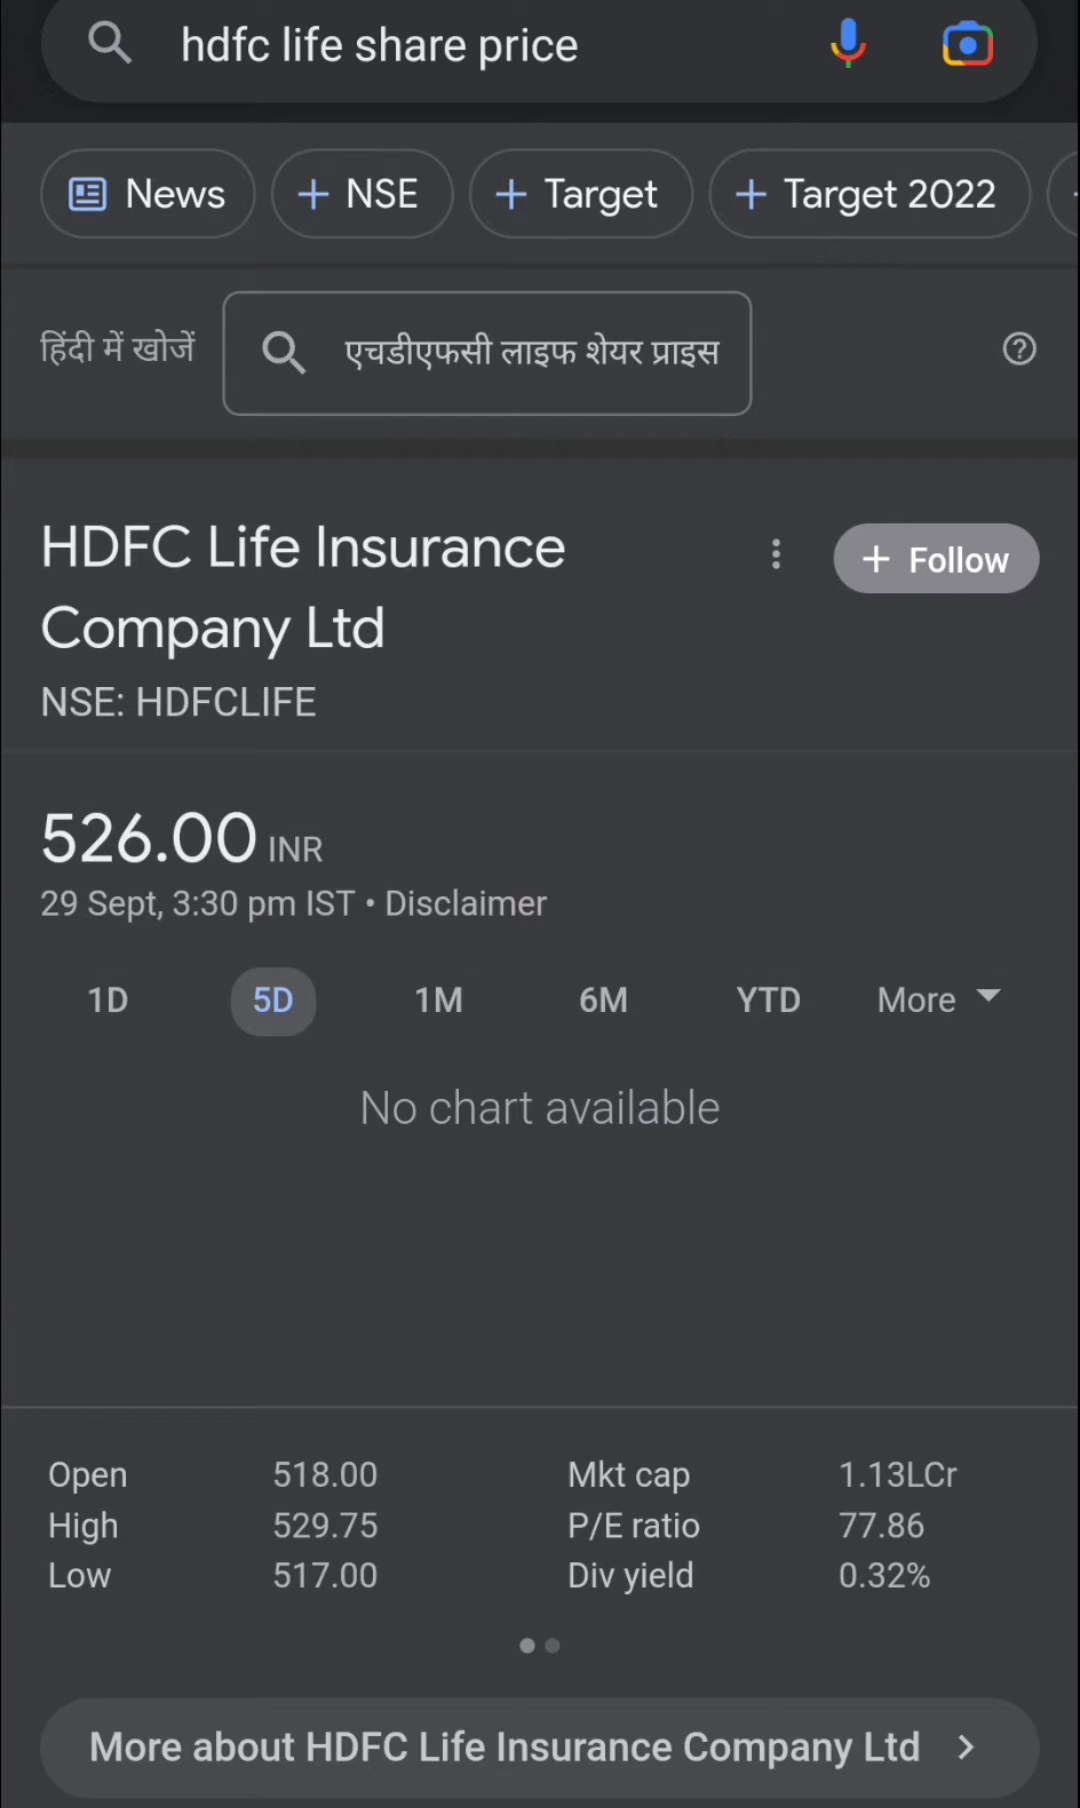 hdfc life share price
News + NSE + Target + Target 2022
हिंदी में खोजें एचडीएफसी लाइफ शेयर प्राइस
HDFC Life Insurance
Company Ltd
+ Follow
NSE: HDFCLIFE
526.00 INR
29 Sept, 3:30 pm IST • Disclaimer
1D 5D 1M 6M YTD More
No chart available
Open 518.00 Mkt cap 1.13LCr
High 529.75 P/E ratio 77.86
Low 517.00 Div yield 0.32%
More about HDFC Life Insurance Company Ltd